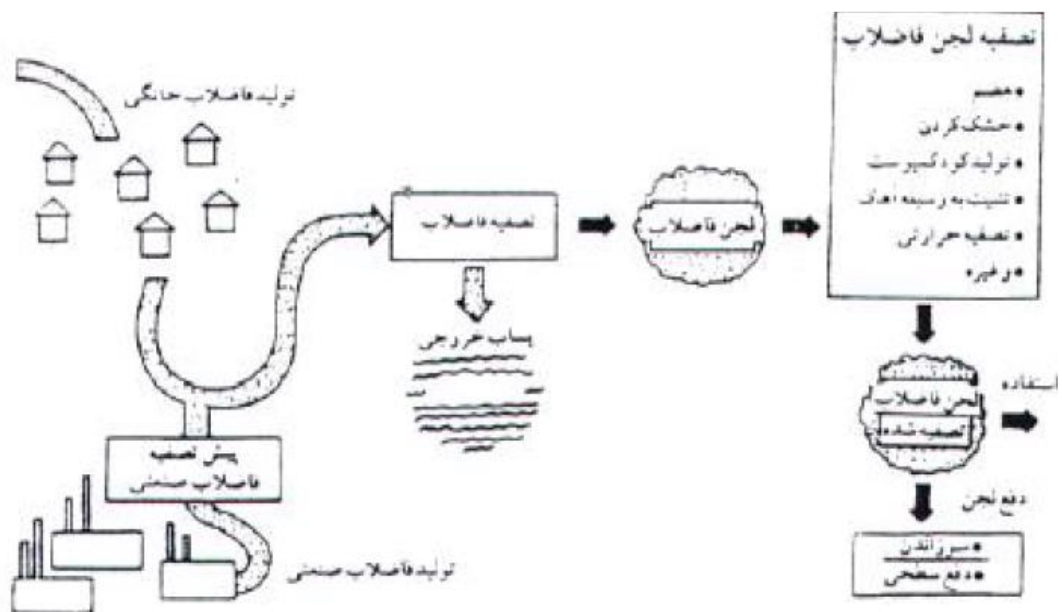 تصفیه لجن فاضلاب
• هضم
• خشک کردن
• تولید کود کمپوست
• تثبیت به وسیله آهک
• تصفیه حرارتی
• و غیره
تولید فاضلاب خانگی
تصفیه فاضلاب
لجن فاضلاب
پساب خروجی
استفاده
لجن فاضلاب
تصفیه شده
پیش تصفیه
فاضلاب صنعتی
دفع لجن
• سوزاندن
• دفع سطحی
تولید فاضلاب صنعتی